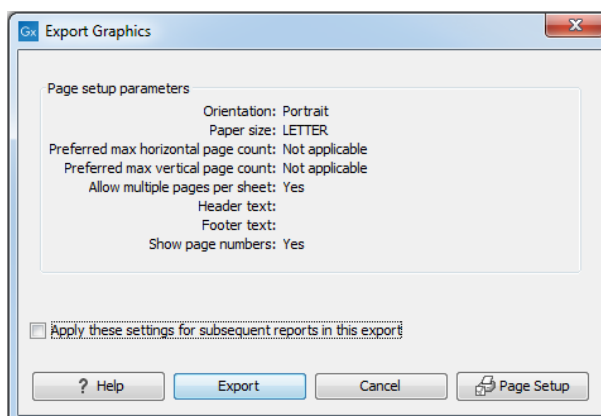 Gx Export Graphics
Page setup parameters
Orientation: Portrait
Paper size: LETTER
Preferred max horizontal page count: Not applicable
Preferred max vertical page count: Not applicable
Allow multiple pages per sheet: Yes
Header text:
Footer text:
Show page numbers: Yes
Apply these settings for subsequent reports in this export
? Help Export Cancel Page Setup